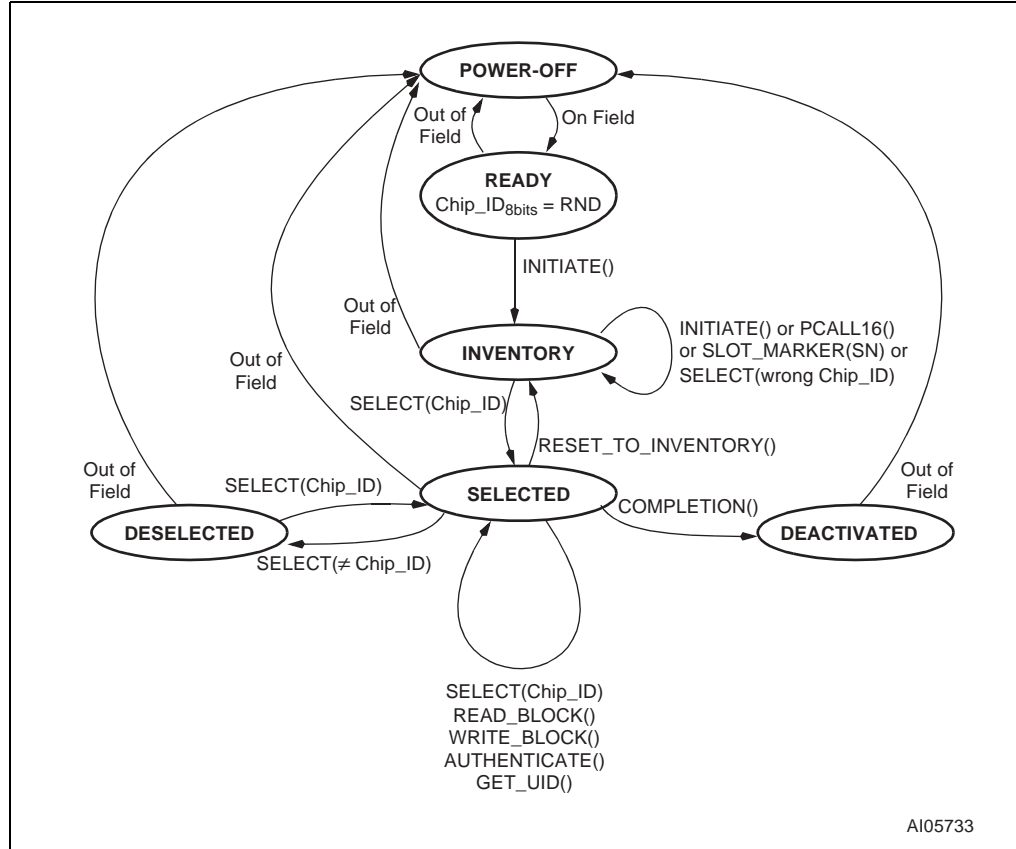 POWER-OFF
Out of
Field
On Field
READY
Chip_ID8bits = RND
INITIATE()
Out of
Field
INVENTORY
INITIATE() or PCALL16()
or SLOT_MARKER(SN) or
SELECT(wrong Chip_ID)
Out of
Field
SELECT(Chip_ID)
RESET_TO_INVENTORY()
Out of
Field
SELECT(Chip_ID)
SELECTED
COMPLETION()
Out of
Field
DESELECTED
DEACTIVATED
SELECT(≠ Chip_ID)
SELECT(Chip_ID)
READ_BLOCK()
WRITE_BLOCK()
AUTHENTICATE()
GET_UID()
AI05733